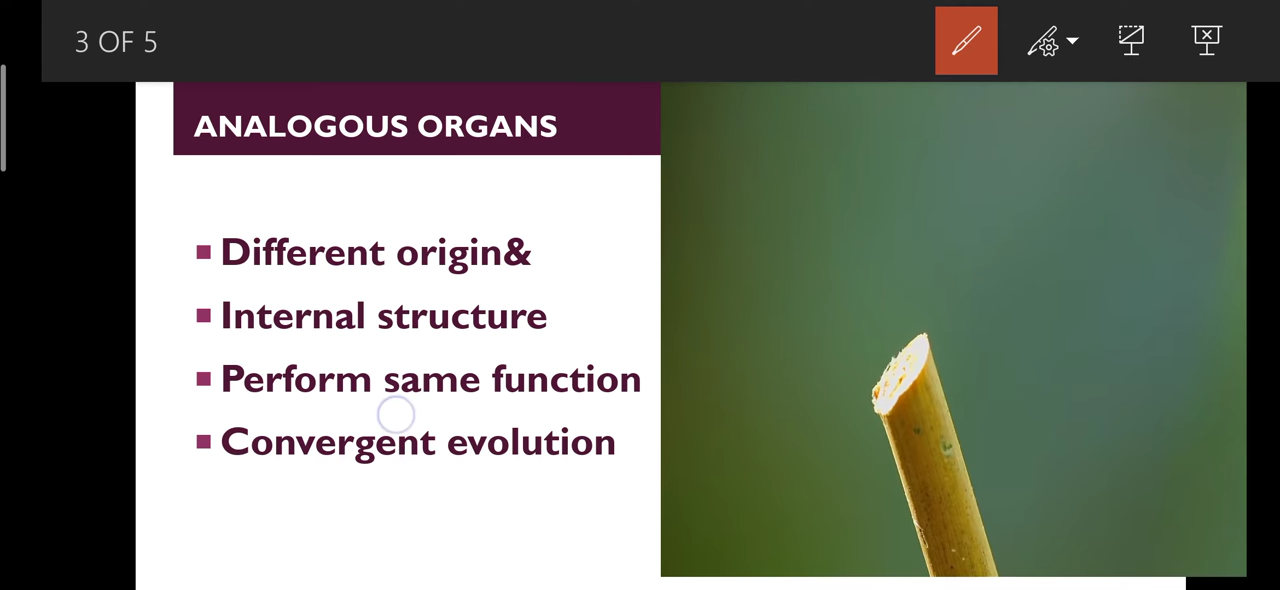 3 OF 5
ANALOGOUS ORGANS
Different origin&
Internal structure
Perform same function
Convergent evolution